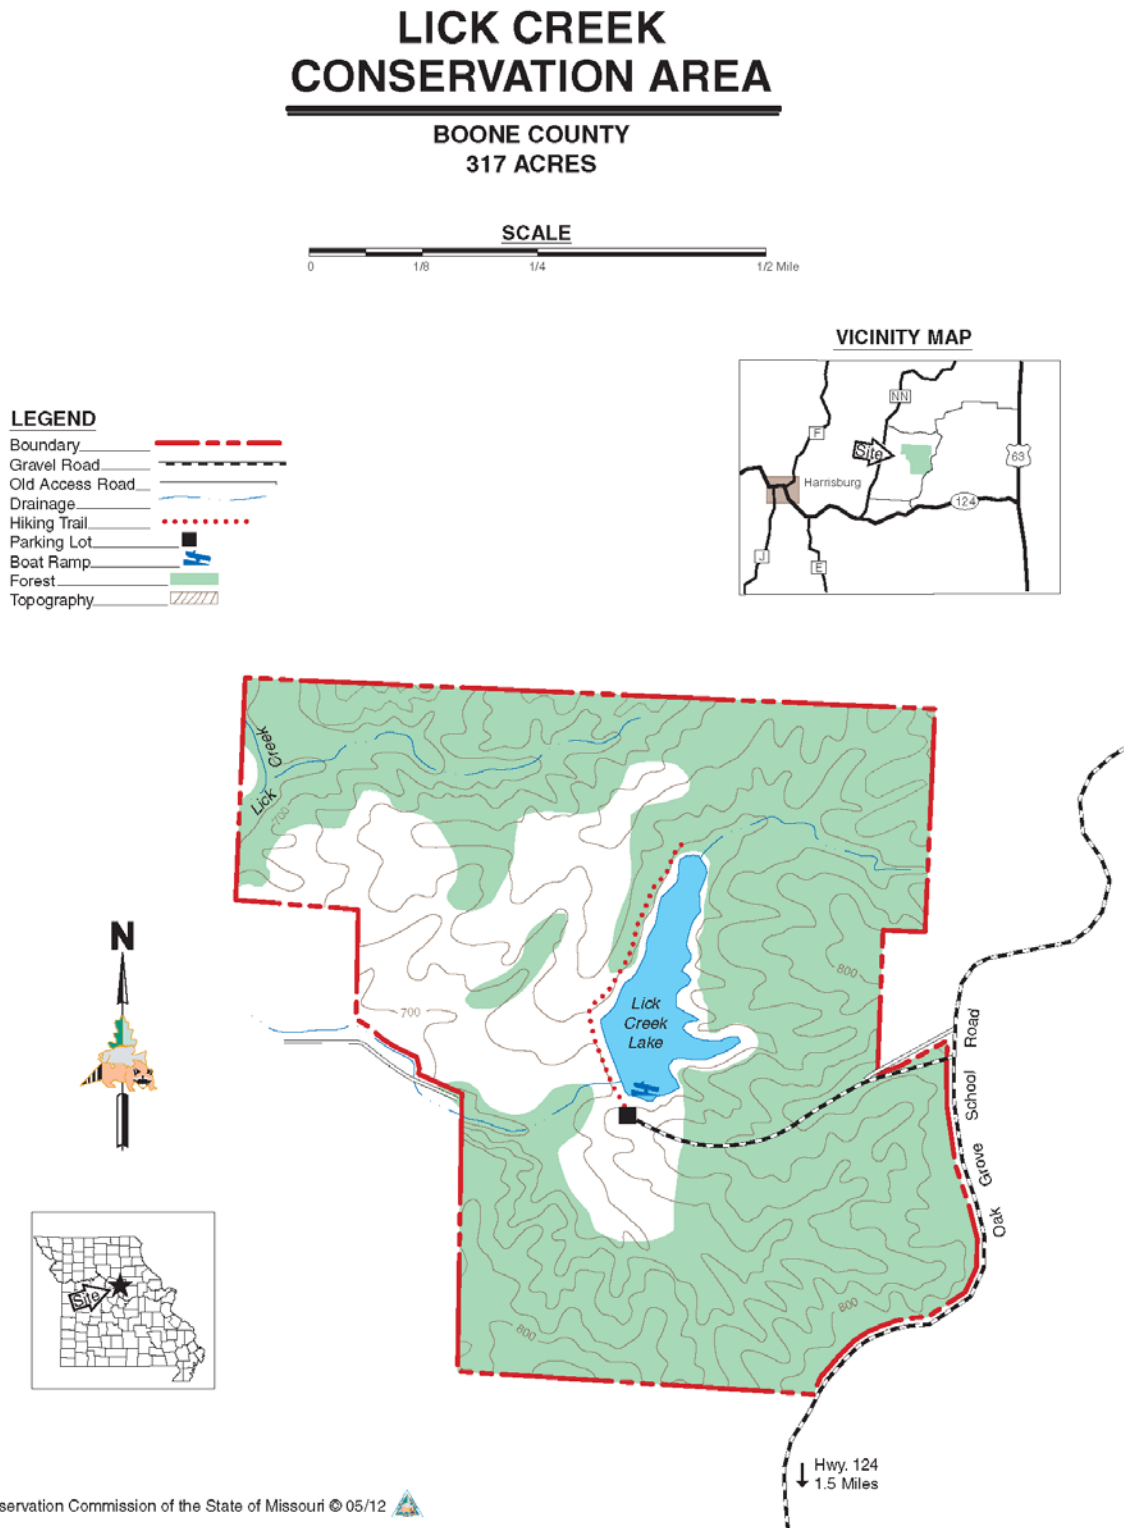 LICK CREEK
CONSERVATION AREA
BOONE COUNTY
317 ACRES
SCALE
0 1/8 1/4 1/2 Mile
VICINITY MAP
NN
F
Site
63
Harrisburg
124
J
E
LEGEND
Boundary
Gravel Road
Old Access Road
Drainage
Hiking Trail
Parking Lot
Boat Ramp
Forest
Topography
Lick Creek
700
800
700
Lick
Creek
Lake
N
Oak Grove School Road
Site
800
800
Hwy. 124
1.5 Miles
servation Commission of the State of Missouri © 05/12